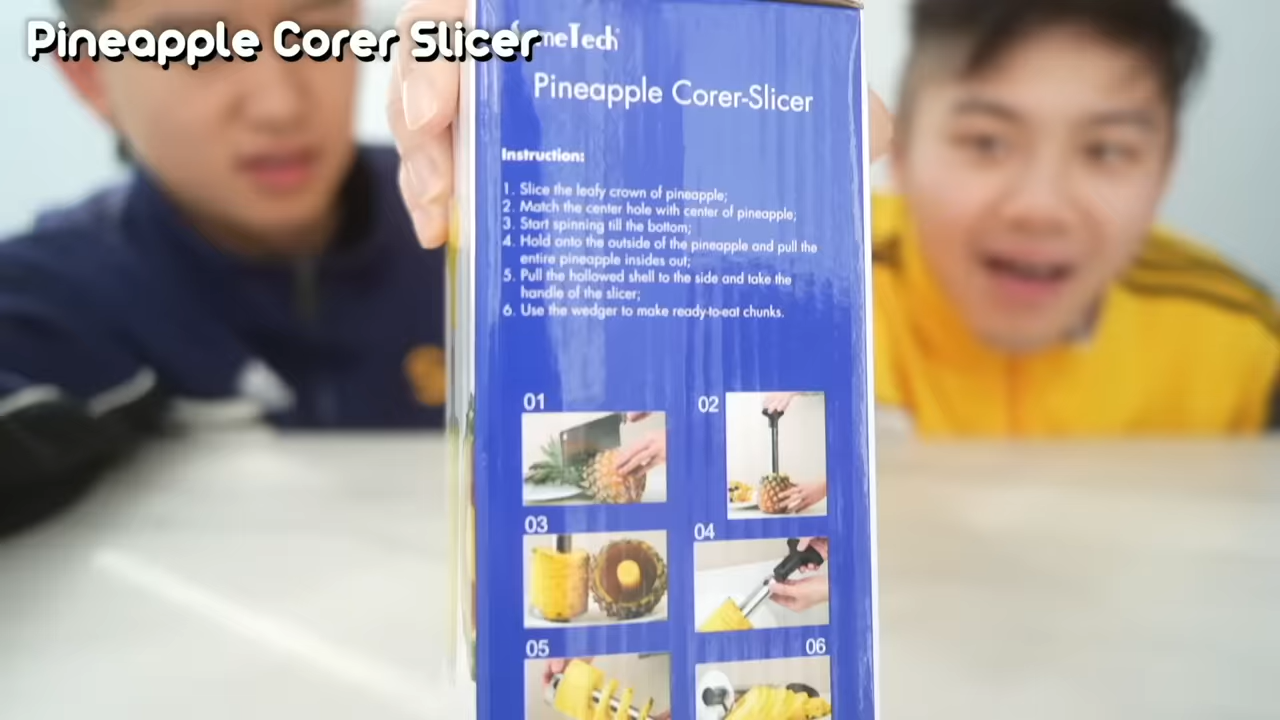 Pineapple Corer Slicer
Pineapple Corer-Slicer
Instruction:
1. Slice the leafy crown of pineapple;
2. Match the center hole with center of pineapple;
3. Start spinning till the bottom;
4. Hold onto the outside of the pineapple and pull the
entire pineapple insides out;
5. Pull the hollowed shell to the side and take the
handle of the slicer;
6. Use the wedger to make ready-to-eat chunks.
01
02
03
04
05
06